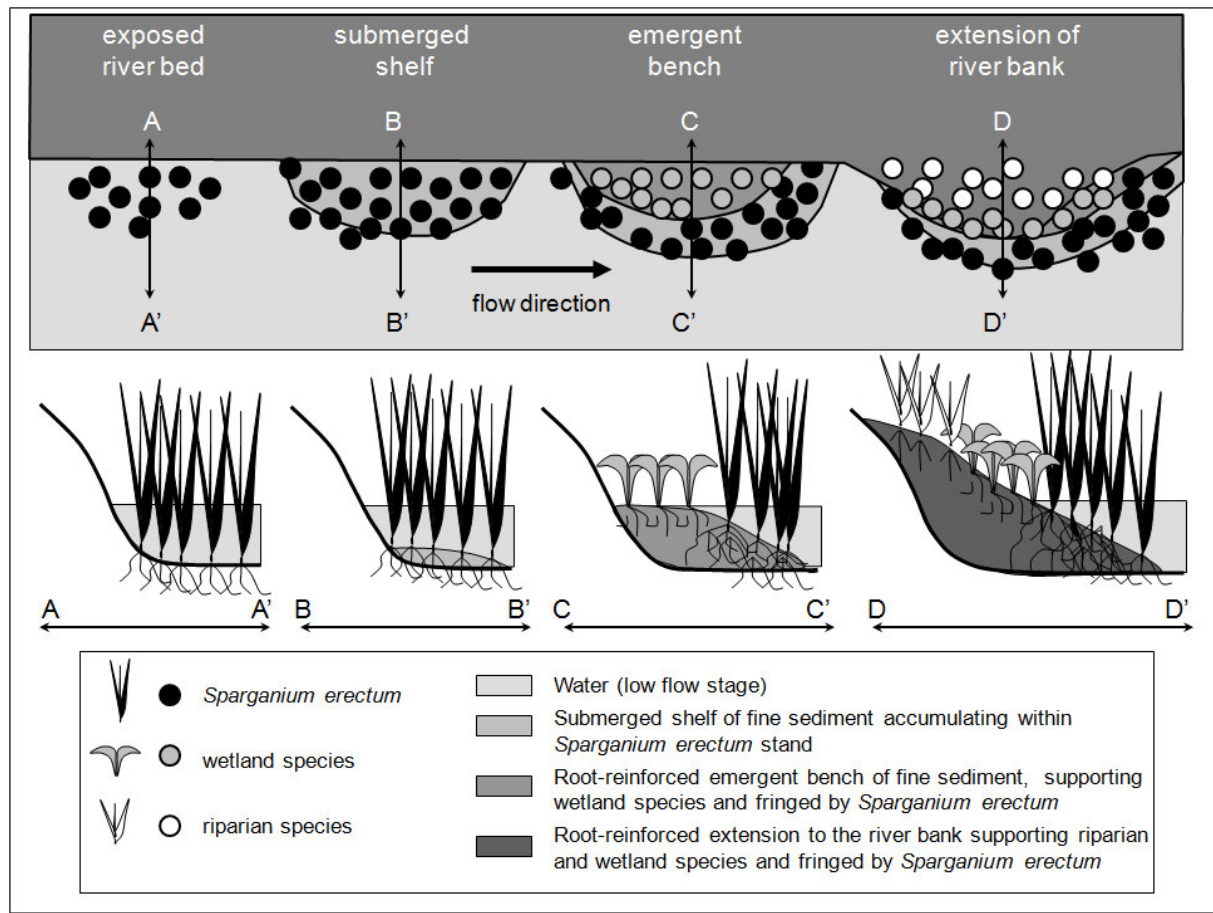 exposed
river bed
submerged
shelf
emergent
bench
extension of
river bank
A
B
C
D
flow direction
A’
B’
C’
D’
A
A’
B
B’
C
C’
D
D’
Sparganium erectum
wetland species
riparian species
Water (low flow stage)
Submerged shelf of fine sediment accumulating within
Sparganium erectum stand
Root-reinforced emergent bench of fine sediment, supporting
wetland species and fringed by Sparganium erectum
Root-reinforced extension to the river bank supporting riparian
and wetland species and fringed by Sparganium erectum